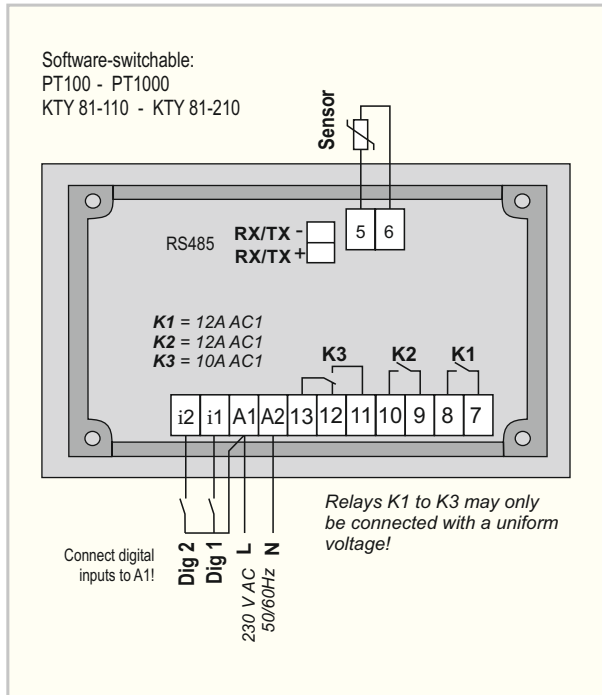 Software-switchable:
PT100 - PT1000
KTY 81-110 - KTY 81-210
Sensor
5 6
RS485
RX/TX -
RX/TX +
K1 = 12A AC1
K2 = 12A AC1
K3 = 10A AC1
K3 K2 K1
i2 i1 A1 A2 13 12 11 10 9 8 7
Relays K1 to K3 may only
be connected with a uniform
voltage!
Connect digital
inputs to A1!
Dig 2
Dig 1
L
N
230 V AC
50/60Hz